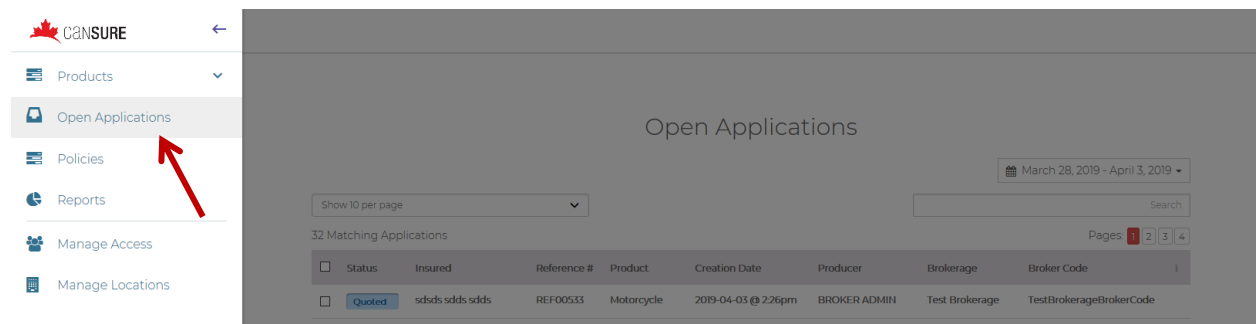 CANSURE
Products
Open Applications
Policies
Reports
Manage Access
Manage Locations
Open Applications
March 28, 2019 - April 3, 2019
Show 10 per page
Search
32 Matching Applications
Pages: 1 2 3 4
Status Insured Reference # Product Creation Date Producer Brokerage Broker Code
Quoted sdsds sdds sdds REF00533 Motorcycle 2019-04-03 @ 2:26pm BROKER ADMIN Test Brokerage TestBrokerageBrokerCode